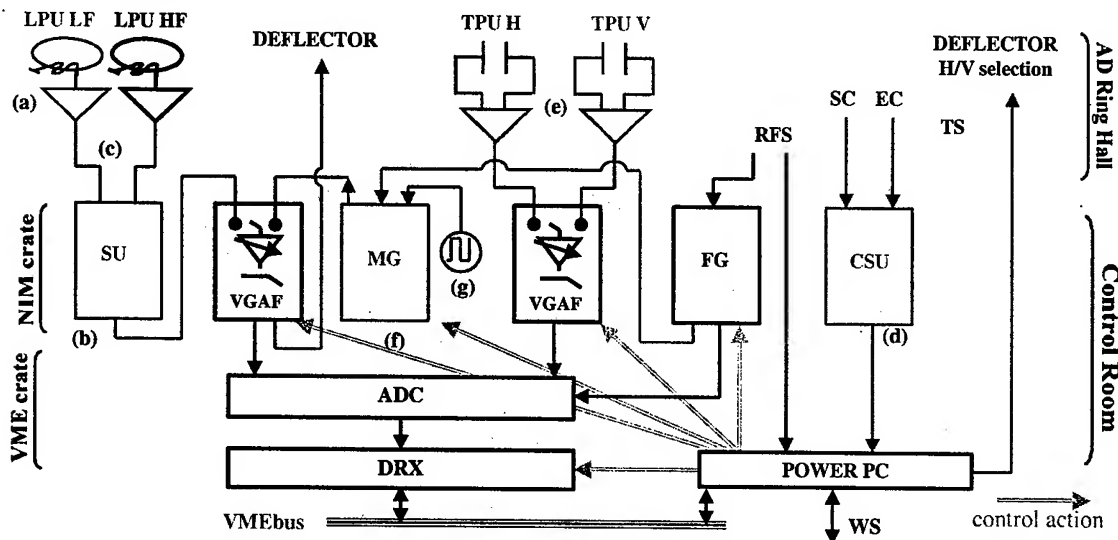 LPU LF
LPU HF
TPU H
TPU V
DEFLECTOR
DEFLECTOR
H/V selection
AD Ring Hall
(a)
(e)
SC
EC
TS
(c)
RFS
NIM crate
SU
VGAF
MG
(g)
VGAF
FG
CSU
Control Room
(b)
(f)
(d)
VME crate
ADC
DRX
POWER PC
VMEbus
WS
control action